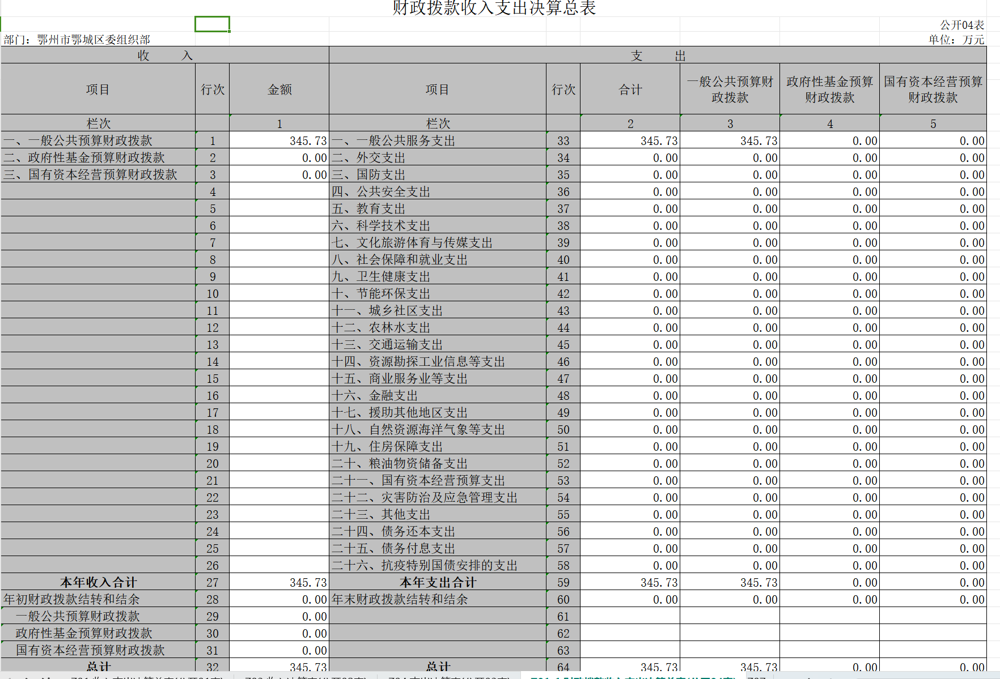 财政拨款收入支出决算总表
公开04表
部门：鄂州市鄂城区委组织部 单位：万元
收 入 支 出
项目 行次 金额 项目 行次 合计 一般公共预算财政拨款 政府性基金预算财政拨款 国有资本经营预算财政拨款
栏次 1 栏次 2 3 4 5
一、一般公共预算财政拨款 1 345.73 一、一般公共服务支出 33 345.73 345.73 0.00 0.00
二、政府性基金预算财政拨款 2 0.00 二、外交支出 34 0.00 0.00 0.00 0.00
三、国有资本经营预算财政拨款 3 0.00 三、国防支出 35 0.00 0.00 0.00 0.00
4 四、公共安全支出 36 0.00 0.00 0.00 0.00
5 五、教育支出 37 0.00 0.00 0.00 0.00
6 六、科学技术支出 38 0.00 0.00 0.00 0.00
7 七、文化旅游体育与传媒支出 39 0.00 0.00 0.00 0.00
8 八、社会保障和就业支出 40 0.00 0.00 0.00 0.00
9 九、卫生健康支出 41 0.00 0.00 0.00 0.00
10 十、节能环保支出 42 0.00 0.00 0.00 0.00
11 十一、城乡社区支出 43 0.00 0.00 0.00 0.00
12 十二、农林水支出 44 0.00 0.00 0.00 0.00
13 十三、交通运输支出 45 0.00 0.00 0.00 0.00
14 十四、资源勘探工业信息等支出 46 0.00 0.00 0.00 0.00
15 十五、商业服务业等支出 47 0.00 0.00 0.00 0.00
16 十六、金融支出 48 0.00 0.00 0.00 0.00
17 十七、援助其他地区支出 49 0.00 0.00 0.00 0.00
18 十八、自然资源海洋气象等支出 50 0.00 0.00 0.00 0.00
19 十九、住房保障支出 51 0.00 0.00 0.00 0.00
20 二十、粮油物资储备支出 52 0.00 0.00 0.00 0.00
21 二十一、国有资本经营预算支出 53 0.00 0.00 0.00 0.00
22 二十二、灾害防治及应急管理支出 54 0.00 0.00 0.00 0.00
23 二十三、其他支出 55 0.00 0.00 0.00 0.00
24 二十四、债务还本支出 56 0.00 0.00 0.00 0.00
25 二十五、债务付息支出 57 0.00 0.00 0.00 0.00
26 二十六、抗疫特别国债安排的支出 58 0.00 0.00 0.00 0.00
本年收入合计 27 345.73 本年支出合计 59 345.73 345.73 0.00 0.00
年初财政拨款结转和结余 28 0.00 年末财政拨款结转和结余 60 0.00 0.00 0.00 0.00
一般公共预算财政拨款 29 0.00 61
政府性基金预算财政拨款 30 0.00 62
国有资本经营预算财政拨款 31 0.00 63
总计 32 345.73 总计 64 345.73 345.73 0.00 0.00